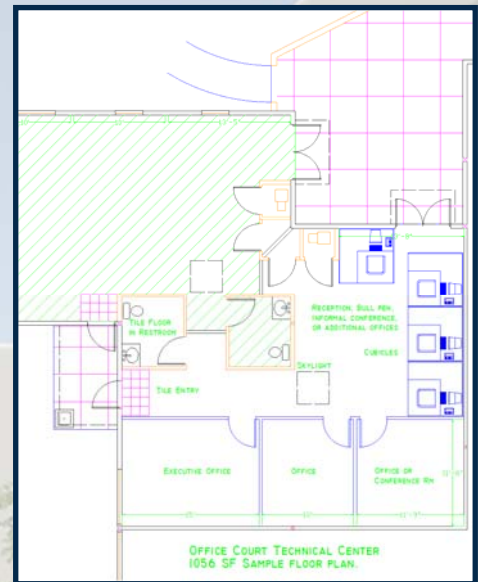 RECEPTION, BULL PEN,
INFORMAL CONFERENCE,
OR ADDITIONAL OFFICES
TILE FLOOR
IN RESTROOM
CUBICLES
SKYLIGHT
TILE ENTRY
EXECUTIVE OFFICE
OFFICE
OFFICE OR
CONFERENCE RM
OFFICE COURT TECHNICAL CENTER
1056 SF SAMPLE FLOOR PLAN.